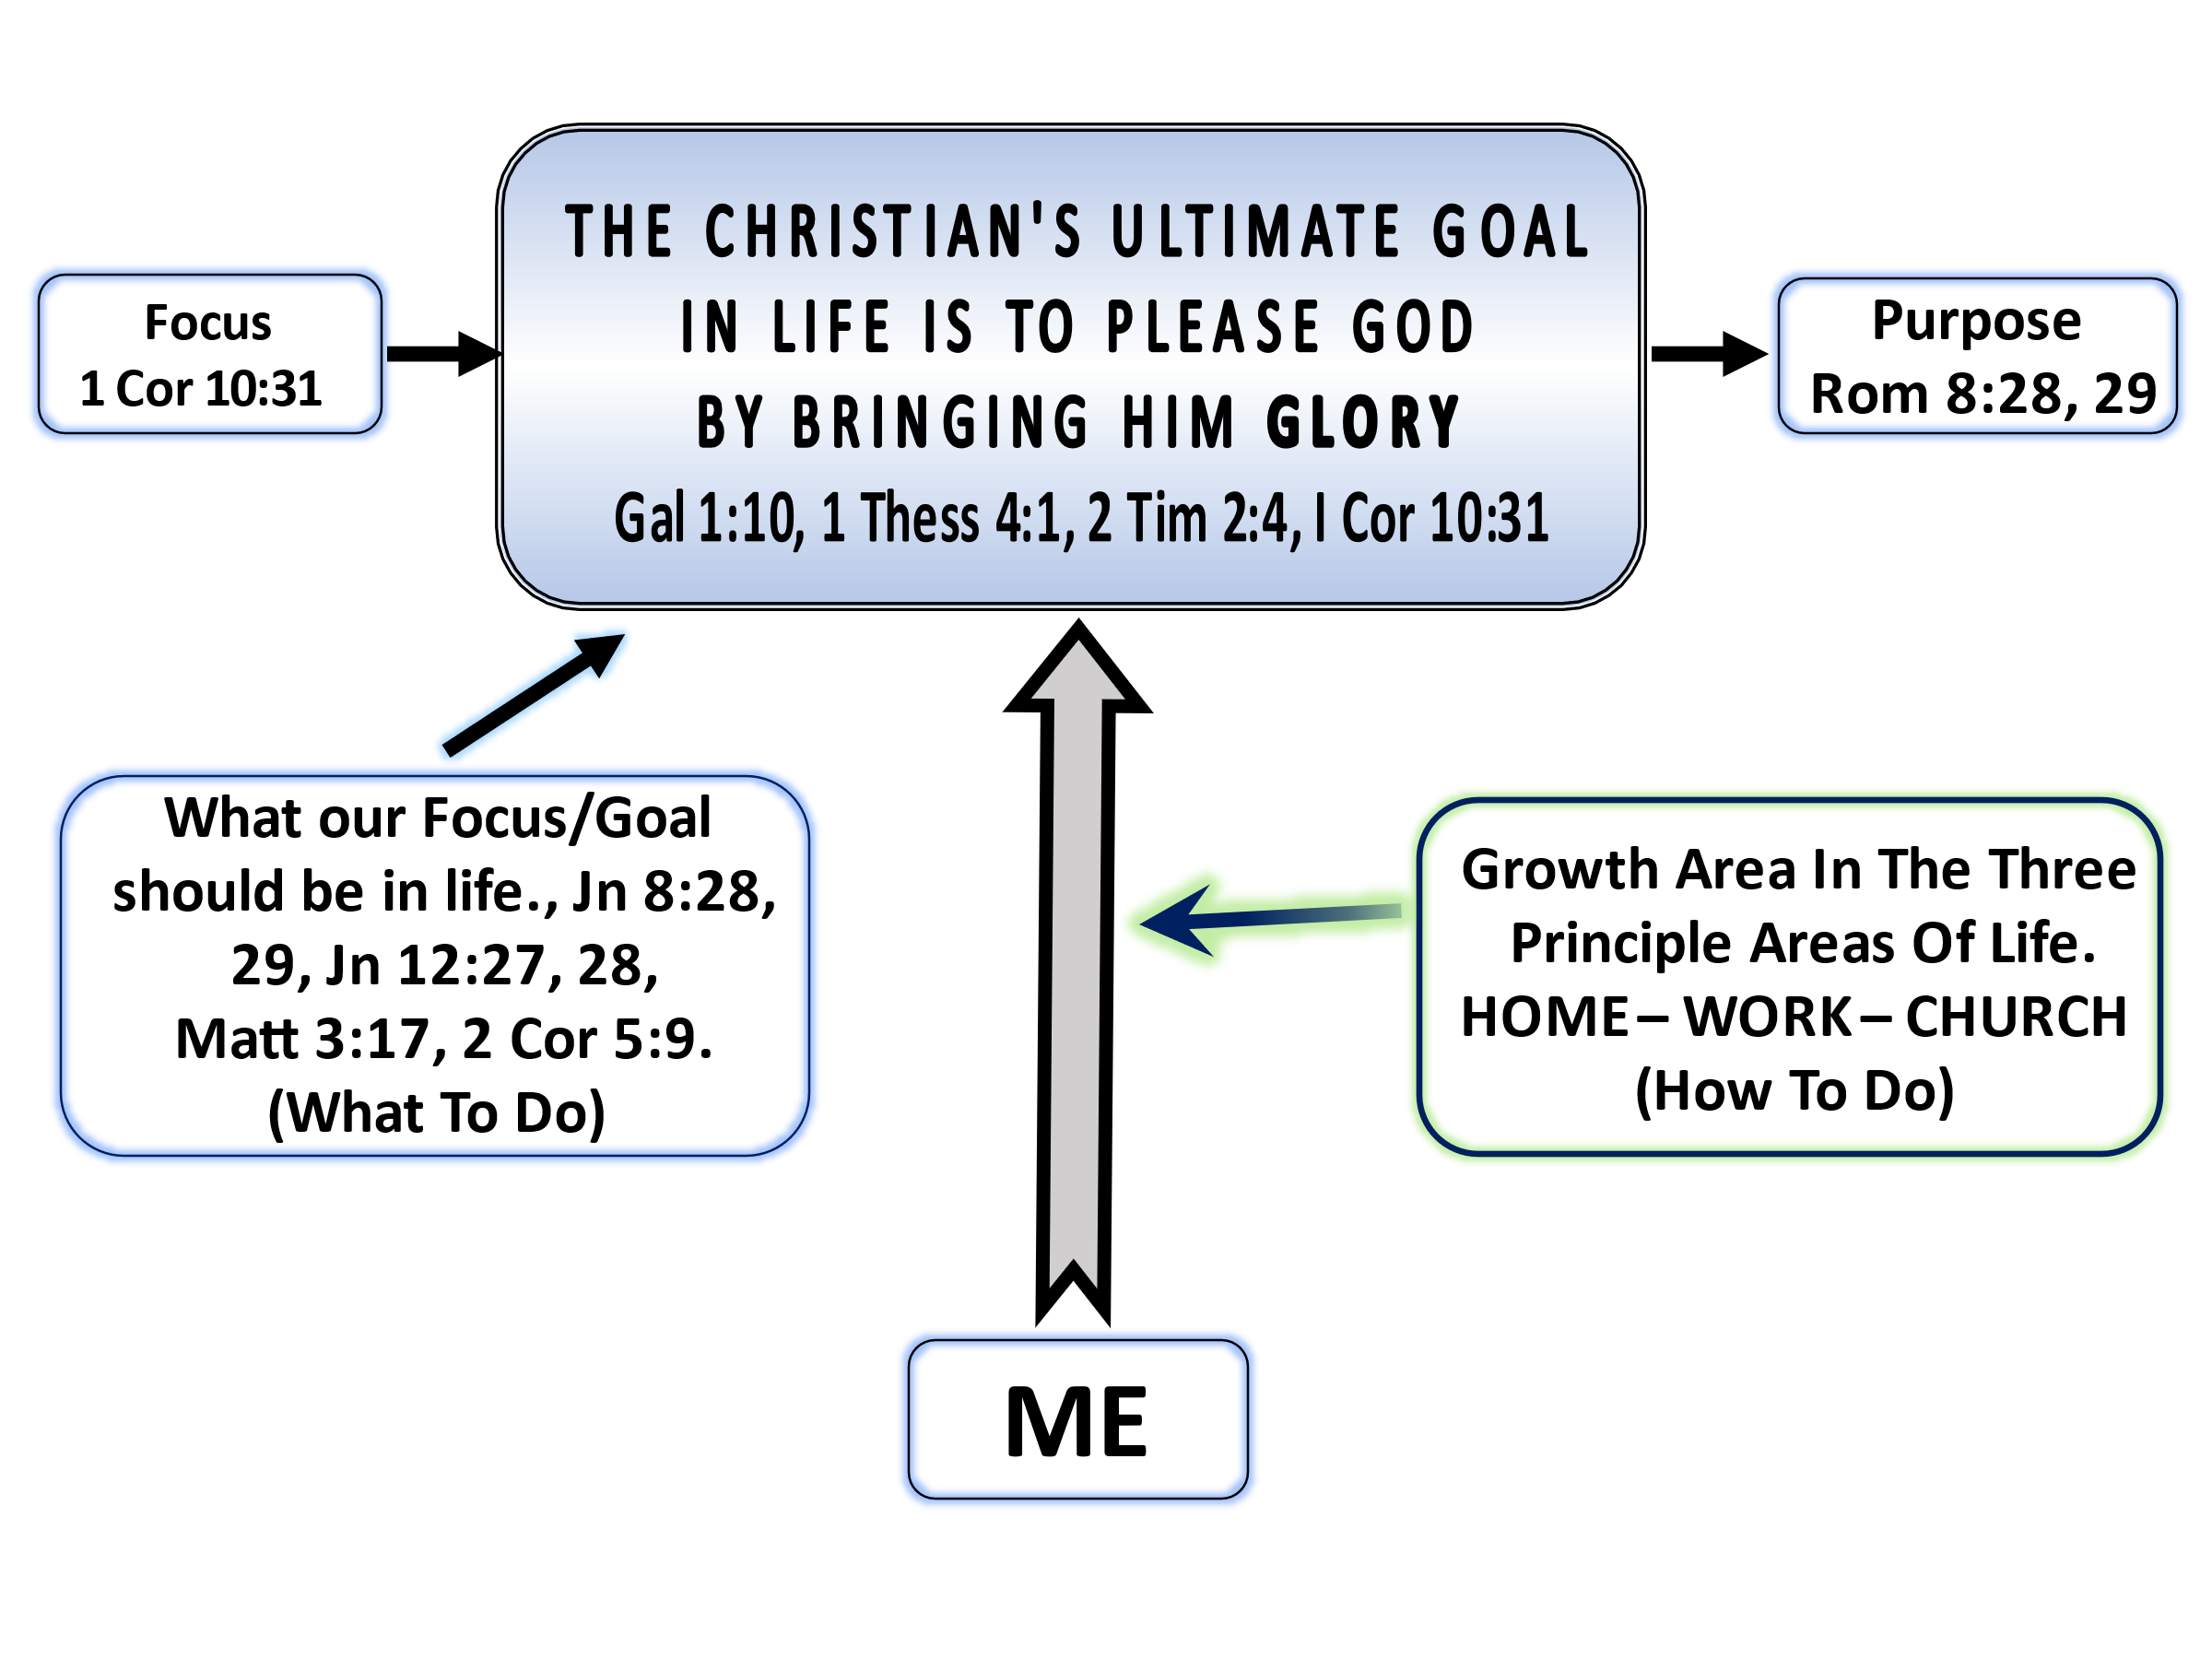 THE CHRISTIAN'S ULTIMATE GOAL
IN LIFE IS TO PLEASE GOD
BY BRINGING HIM GLORY
Gal 1:10, 1 Thess 4:1, 2 Tim 2:4, I Cor 10:31
Focus
1 Cor 10:31
Purpose
Rom 8:28, 29
What our Focus/Goal
should be in life., Jn 8:28,
29, Jn 12:27, 28,
Matt 3:17, 2 Cor 5:9.
(What To Do)
Growth Area In The Three
Principle Areas Of Life.
HOME – WORK – CHURCH
(How To Do)
ME